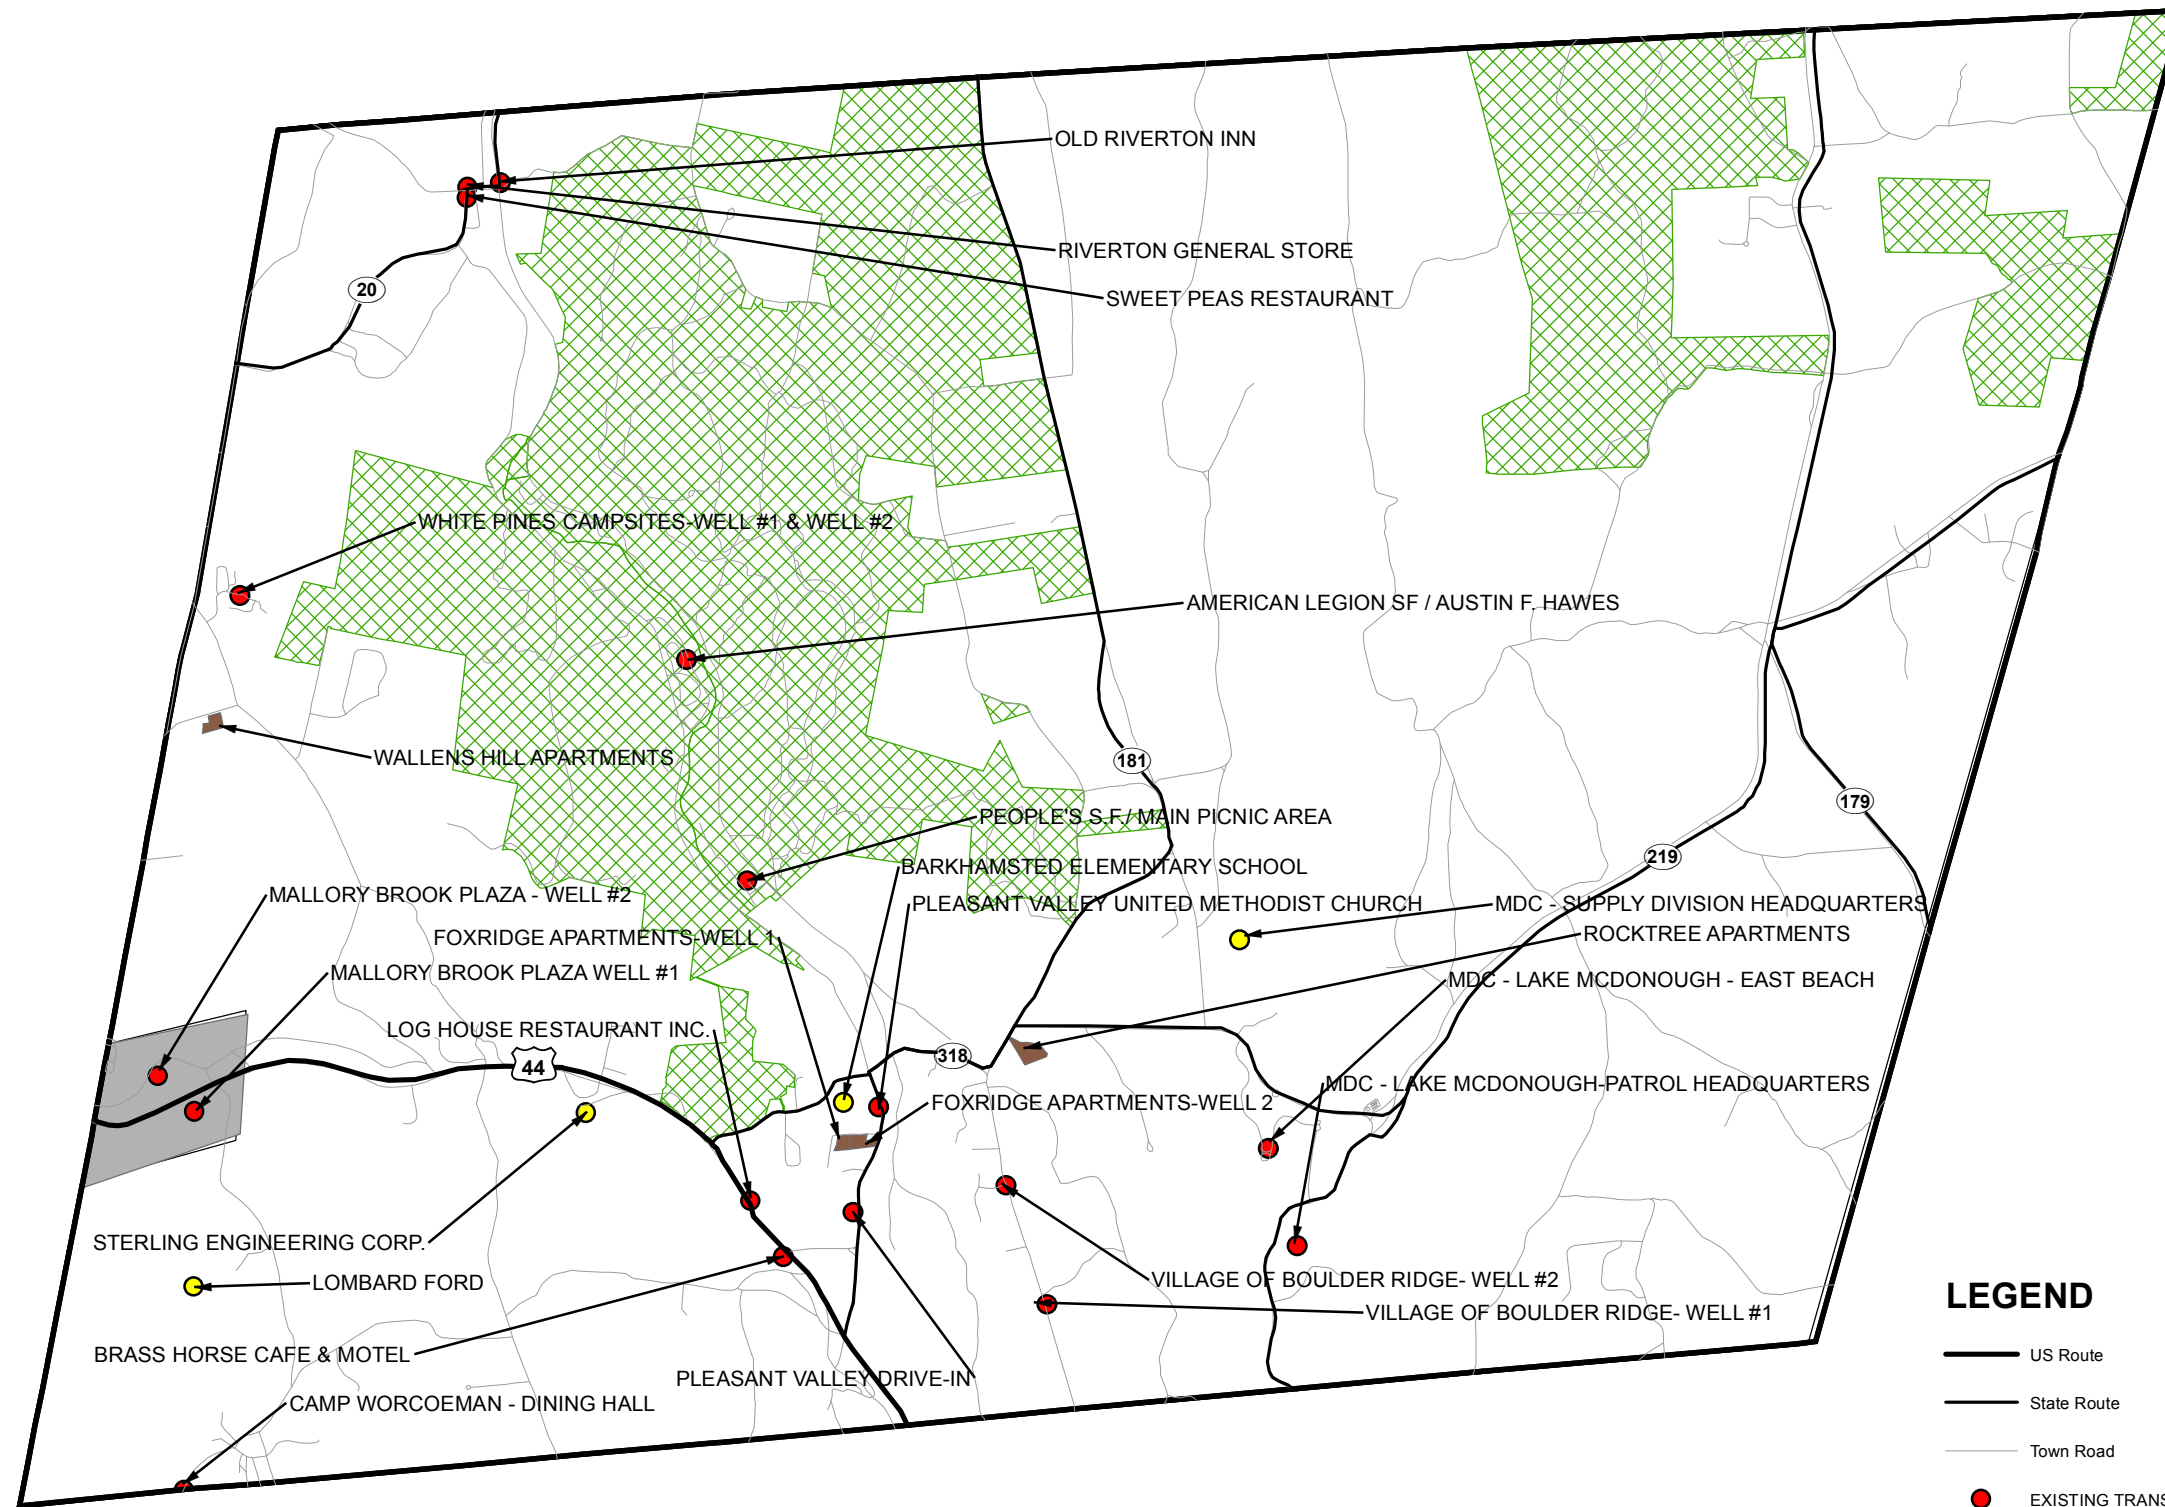 OLD RIVERTON INN
RIVERTON GENERAL STORE
20
SWEET PEAS RESTAURANT
WHITE PINES CAMPSITES-WELL #1 & WELL #2
AMERICAN LEGION SF / AUSTIN F. HAWES
WALLENS HILL APARTMENTS
181
179
PEOPLE'S S.F./ MAIN PICNIC AREA
219
BARKHAMSTED ELEMENTARY SCHOOL
MALLORY BROOK PLAZA - WELL #2
PLEASANT VALLEY UNITED METHODIST CHURCH
MDC - SUPPLY DIVISION HEADQUARTERS
FOXRIDGE APARTMENTS-WELL 1
ROCKTREE APARTMENTS
MALLORY BROOK PLAZA WELL #1
MDC - LAKE MCDONOUGH - EAST BEACH
LOG HOUSE RESTAURANT INC.
318
44
MDC - LAKE MCDONOUGH-PATROL HEADQUARTERS
FOXRIDGE APARTMENTS-WELL 2
STERLING ENGINEERING CORP.
LOMBARD FORD
VILLAGE OF BOULDER RIDGE- WELL #2
VILLAGE OF BOULDER RIDGE- WELL #1
BRASS HORSE CAFE & MOTEL
PLEASANT VALLEY DRIVE-IN
CAMP WORCOEMAN - DINING HALL
LEGEND
US Route
State Route
Town Road
EXISTING TRANS